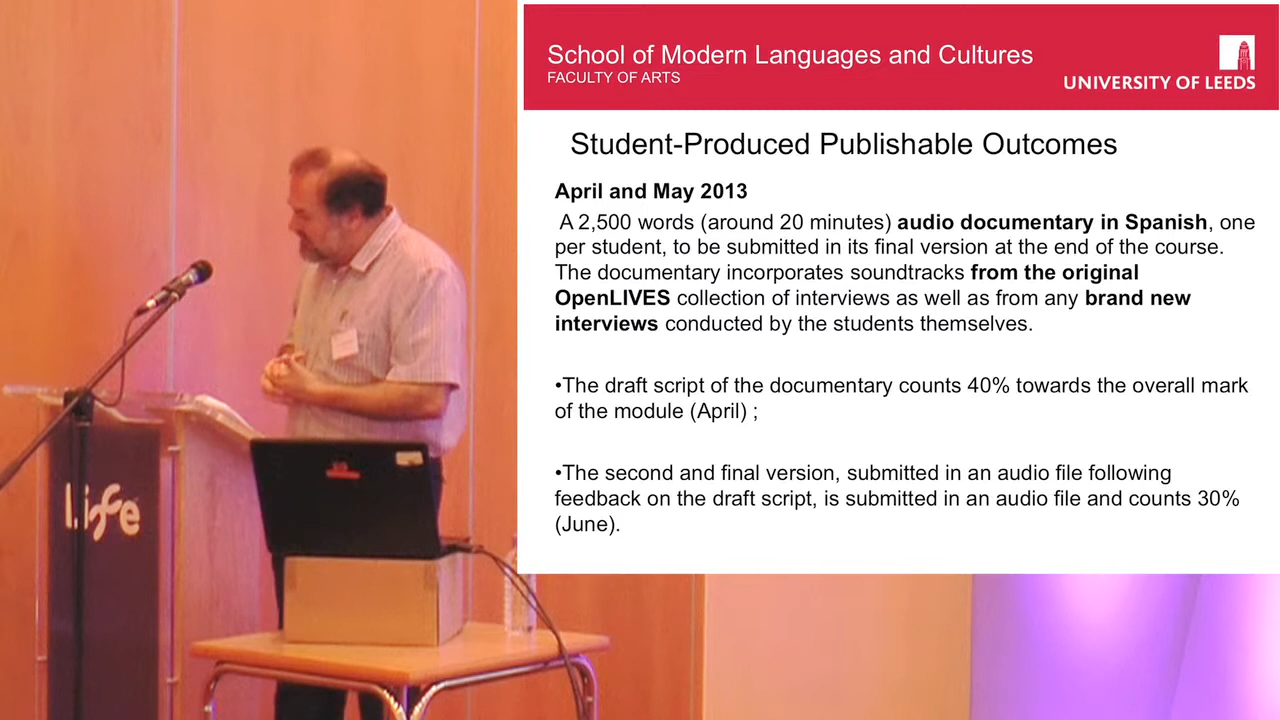 School of Modern Languages and Cultures
FACULTY OF ARTS
UNIVERSITY OF LEEDS
Student-Produced Publishable Outcomes
April and May 2013
A 2,500 words (around 20 minutes) audio documentary in Spanish, one
per student, to be submitted in its final version at the end of the course.
The documentary incorporates soundtracks from the original
OpenLIVES collection of interviews as well as from any brand new
interviews conducted by the students themselves.
•The draft script of the documentary counts 40% towards the overall mark
of the module (April) ;
•The second and final version, submitted in an audio file following
feedback on the draft script, is submitted in an audio file and counts 30%
(June).
Life